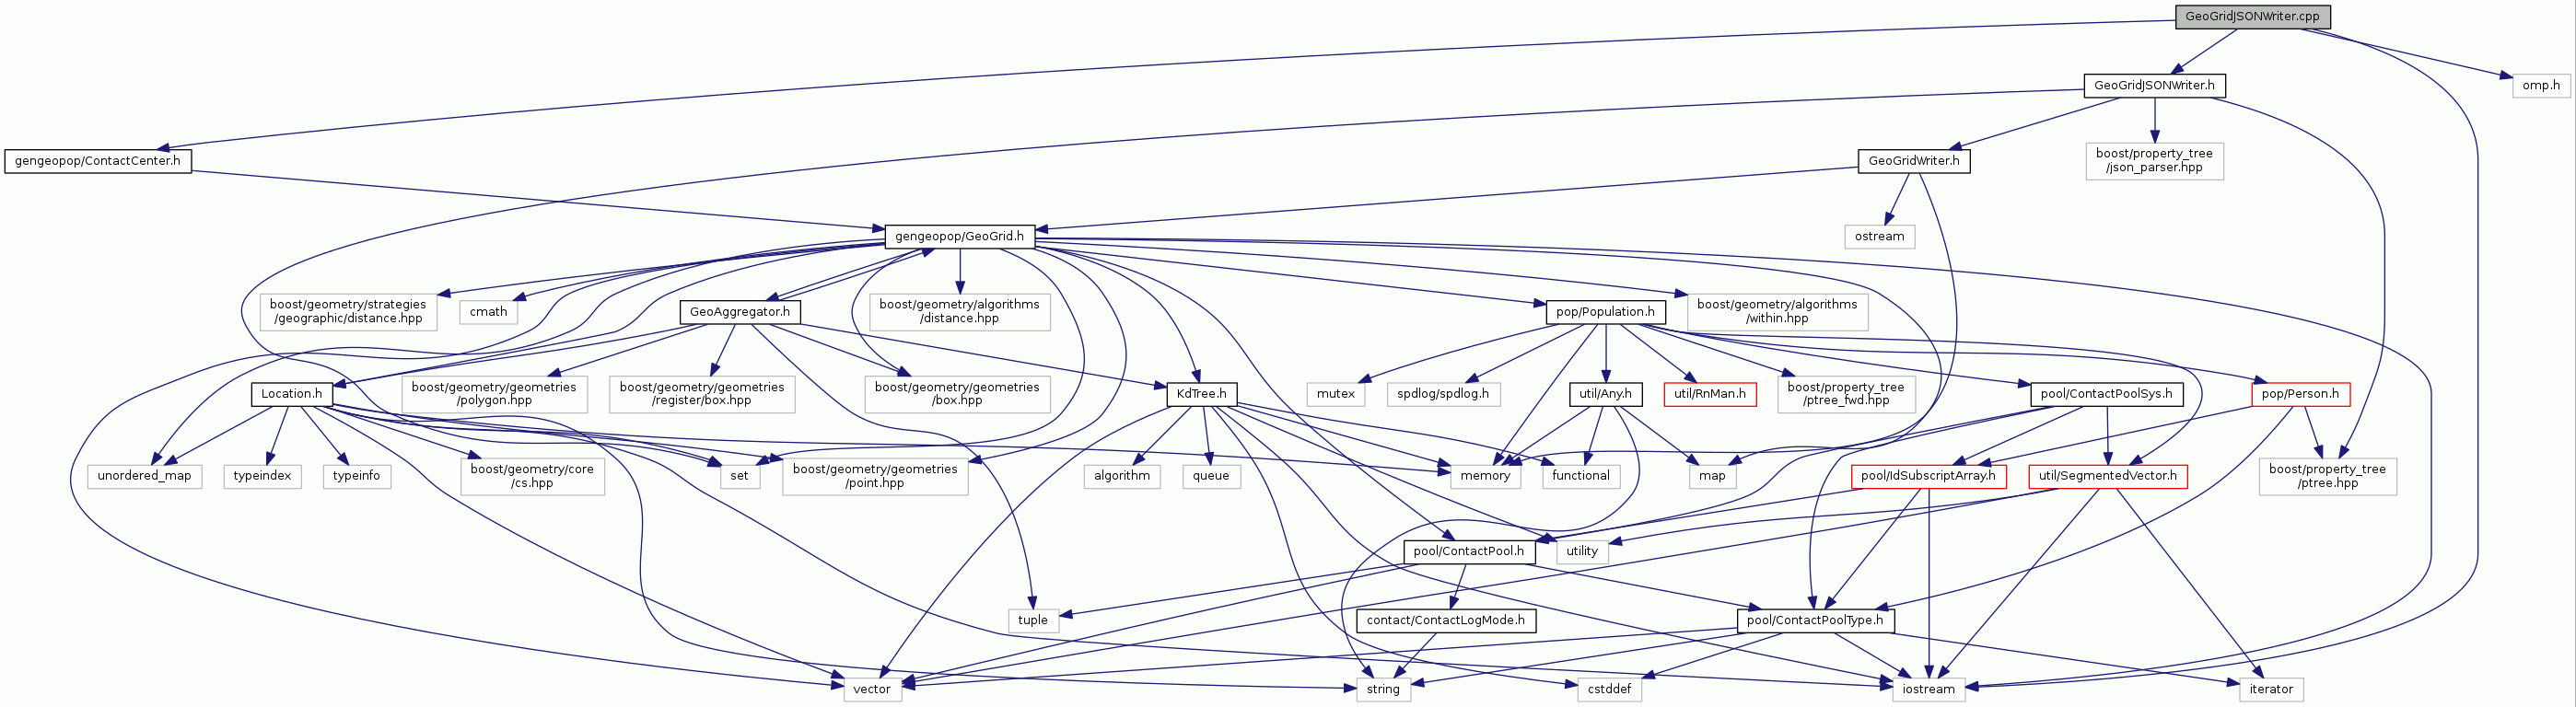 GeoGridJSONWriter.cpp
GeoGridJSONWriter.h
omp.h
gengeopop/ContactCenter.h
GeoGridWriter.h
boost/property_tree
/json_parser.hpp
gengeopop/GeoGrid.h
ostream
boost/geometry/strategies
/geographic/distance.hpp
cmath
GeoAggregator.h
boost/geometry/algorithms
/distance.hpp
pop/Population.h
boost/geometry/algorithms
/within.hpp
Location.h
boost/geometry/geometries
/polygon.hpp
boost/geometry/geometries
/register/box.hpp
boost/geometry/geometries
/box.hpp
KdTree.h
mutex
spdlog/spdlog.h
util/Any.h
util/RnMan.h
boost/property_tree
/ptree_fwd.hpp
pool/ContactPoolSys.h
pop/Person.h
unordered_map
typeindex
typeinfo
boost/geometry/core
/cs.hpp
set
boost/geometry/geometries
/point.hpp
algorithm
queue
memory
functional
map
pool/IdSubscriptArray.h
util/SegmentedVector.h
boost/property_tree
/ptree.hpp
pool/ContactPool.h
utility
tuple
contact/ContactLogMode.h
pool/ContactPoolType.h
vector
string
cstddef
iostream
iterator